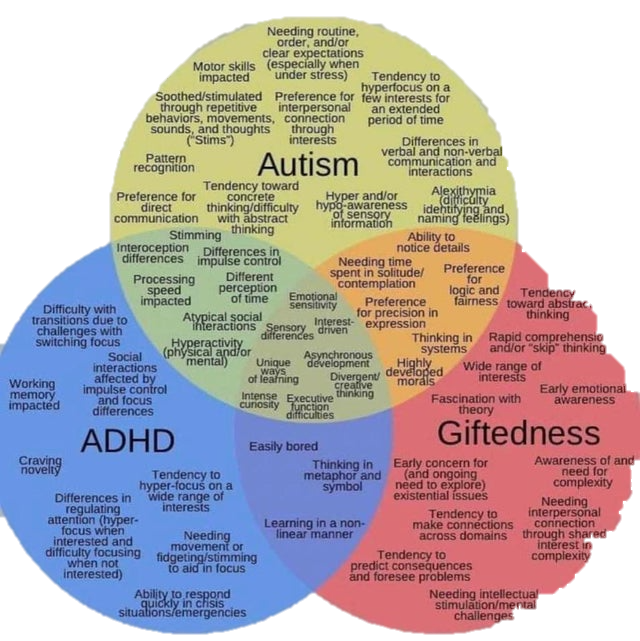 Needing routine,
order, and/or
clear expectations
(especially when
under stress)
Motor skills
impacted
Tendency to
hyperfocus on a
few interests for
an extended
period of time
Soothed/stimulated
through repetitive
behaviors, movements,
sounds, and thoughts
("Stims")
Preference for
interpersonal
connection
through
interests
Differences in
verbal and non-verbal
communication and
interactions
Pattern
recognition
Autism
Preference for
direct
communication
Tendency toward
concrete
thinking/difficulty
with abstract
thinking
Hyper and/or
hypo-awareness
of sensory
information
Alexithymia
(difficulty
identifying and
naming feelings)
Stimming
Interoception
differences
Differences in
impulse control
Processing
speed
impacted
Different
perception
of time
Atypical social
interactions
Hyperactivity
(physical and/or
mental)
Ability to
notice details
Needing time
spent in solitude/
contemplation
Preference
for
logic and
fairness
Preference
for precision in
expression
Thinking in
systems
Highly
developed
morals
Emotional
sensitivity
Sensory
differences
Interest-
driven
Unique
ways
of learning
Asynchronous
development
Divergent/
creative
thinking
Intense
curiosity
Executive
function
difficulties
Difficulty with
transitions due to
challenges with
switching focus
Social
interactions
affected by
impulse control
and focus
differences
Working
memory
impacted
ADHD
Craving
novelty
Tendency to
hyper-focus on a
wide range of
interests
Differences in
regulating
attention (hyper-
focus when
interested and
difficulty focusing
when not
interested)
Needing
movement or
fidgeting/stimming
to aid in focus
Ability to respond
quickly in crisis
situations/emergencies
Easily bored
Thinking in
metaphor and
symbol
Learning in a non-
linear manner
Tendency
toward abstrac
thinking
Rapid comprehensio
and/or "skip" thinking
Wide range of
interests
Early emotional
awareness
Fascination with
theory
Giftedness
Early concern for
(and ongoing
need to explore)
existential issues
Awareness of and
need for
complexity
Tendency to
make connections
across domains
Needing
interpersonal
connection
through shared
interest in
complexity
Tendency to
predict consequences
and foresee problems
Needing intellectual
stimulation/mental
challenges